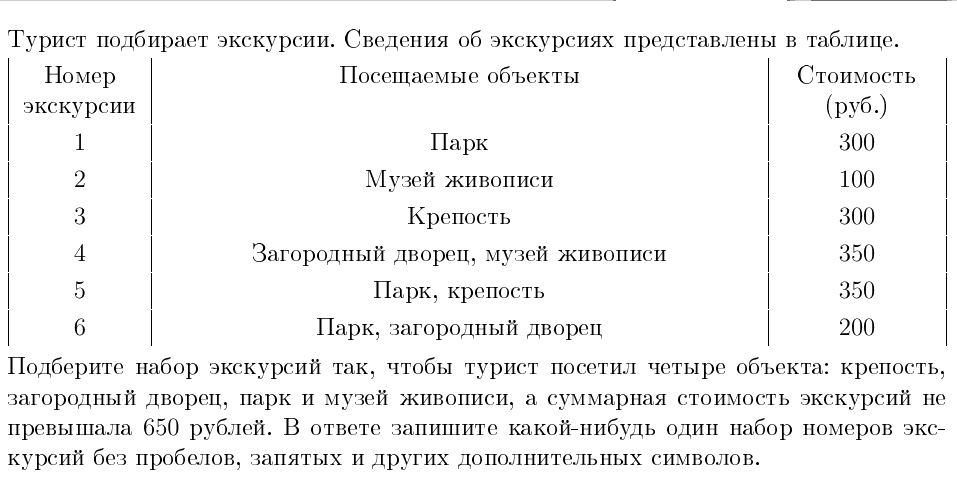 Турист подбирает экскурсии. Сведения об экскурсиях представлены в таблице.
Номер экскурсии Посещаемые объекты Стоимость (руб.)
1 Парк 300
2 Музей живописи 100
3 Крепость 300
4 Загородный дворец, музей живописи 350
5 Парк, крепость 350
6 Парк, загородный дворец 200
Подберите набор экскурсий так, чтобы турист посетил четыре объекта: крепость,
загородный дворец, парк и музей живописи, а суммарная стоимость экскурсий не
превышала 650 рублей. В ответе запишите какой-нибудь один набор номеров экс-
курсий без пробелов, запятых и других дополнительных символов.